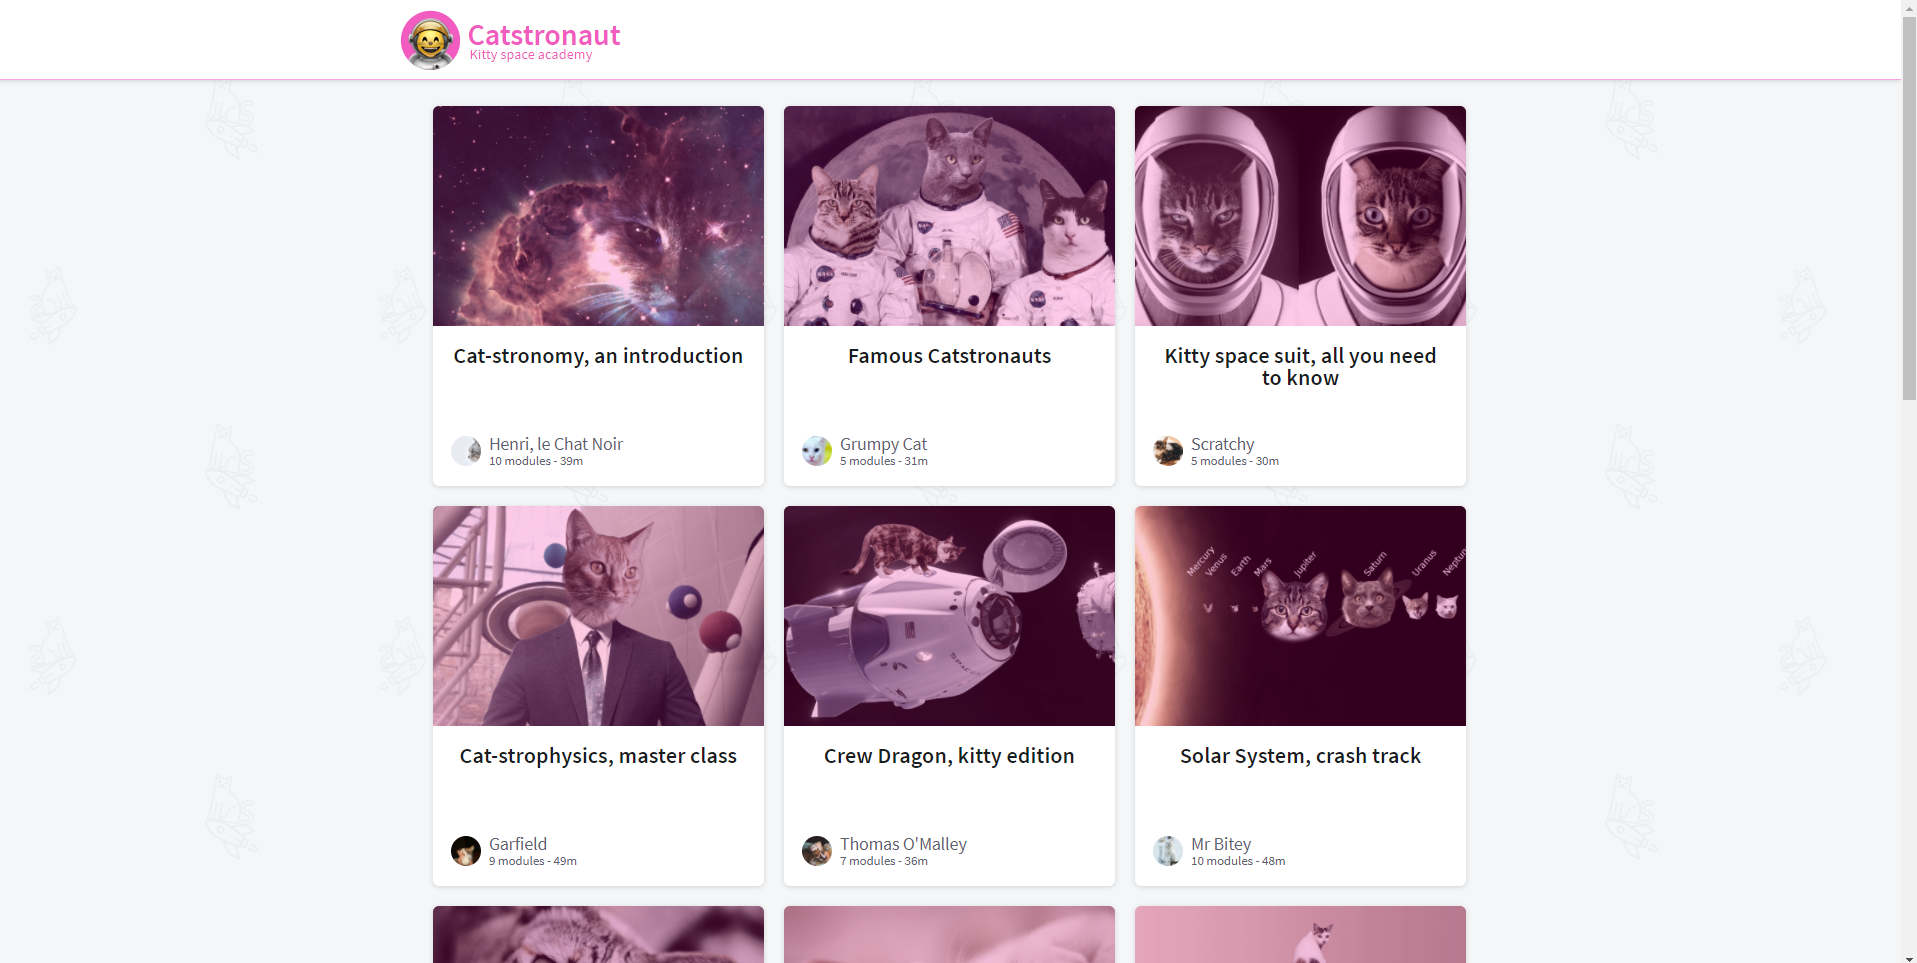 Catstronaut
Kitty space academy
Cat-stronomy, an introduction
Henri, le Chat Noir
10 modules - 39m
Famous Catstronauts
Grumpy Cat
5 modules - 31m
Kitty space suit, all you need
to know
Scratchy
5 modules - 30m
Mercury
Venus
Earth
Mars
Jupiter
Saturn
Uranus
Neptun
Cat-strophysics, master class
Garfield
9 modules - 49m
Crew Dragon, kitty edition
Thomas O'Malley
7 modules - 36m
Solar System, crash track
Mr Bitey
10 modules - 48m